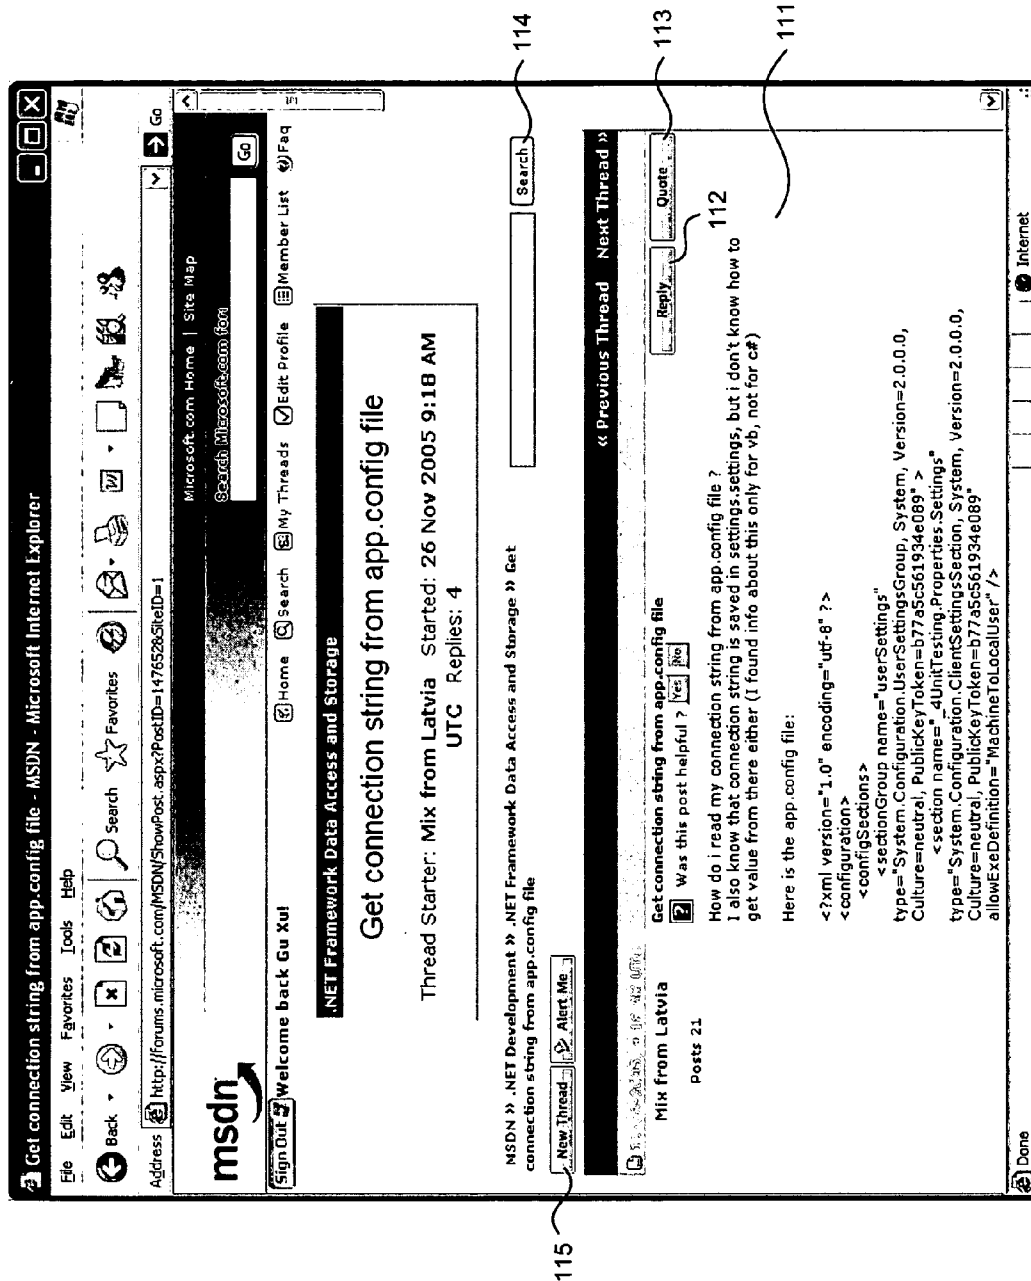 Get connection string from app.config file - MSDN - Microsoft Internet Explorer
File Edit View Favorites Tools Help
Back Search Favorites
Address http://forums.microsoft.com/MSDN/ShowPost.aspx?PostID=147652&SiteID=1 Go
Microsoft.com Home | Site Map
msdn
Search Microsoft.com for:
Go
Sign Out Welcome back Gu Xu! Home Search My Threads Edit Profile Member List Faq
.NET Framework Data Access and Storage
Get connection string from app.config file
Thread Starter: Mix from Latvia Started: 26 Nov 2005 9:18 AM
UTC Replies: 4
MSDN » .NET Development » .NET Framework Data Access and Storage » Get
connection string from app.config file
Search
114
New Thread Alert Me
115
« Previous Thread Next Thread »
Mix from Latvia
Posts 21
Get connection string from app.config file
Reply Quote
113
112
Was this post helpful ? Yes No
111
How do i read my connection string from app.config file ?
I also know that connection string is saved in settings.settings, but i don't know how to
get value from there either (I found info about this only for vb, not for c#)
Here is the app.config file:
<?xml version="1.0" encoding="utf-8" ?>
<configuration>
<configSections>
<sectionGroup name="userSettings"
type="System.Configuration.UserSettingsGroup, System, Version=2.0.0.0,
Culture=neutral, PublicKeyToken=b77a5c561934e089" >
<section name="_4UnitTesting.Properties.Settings"
type="System.Configuration.ClientSettingsSection, System, Version=2.0.0.0,
Culture=neutral, PublicKeyToken=b77a5c561934e089"
allowExeDefinition="MachineToLocalUser" />
Done Internet